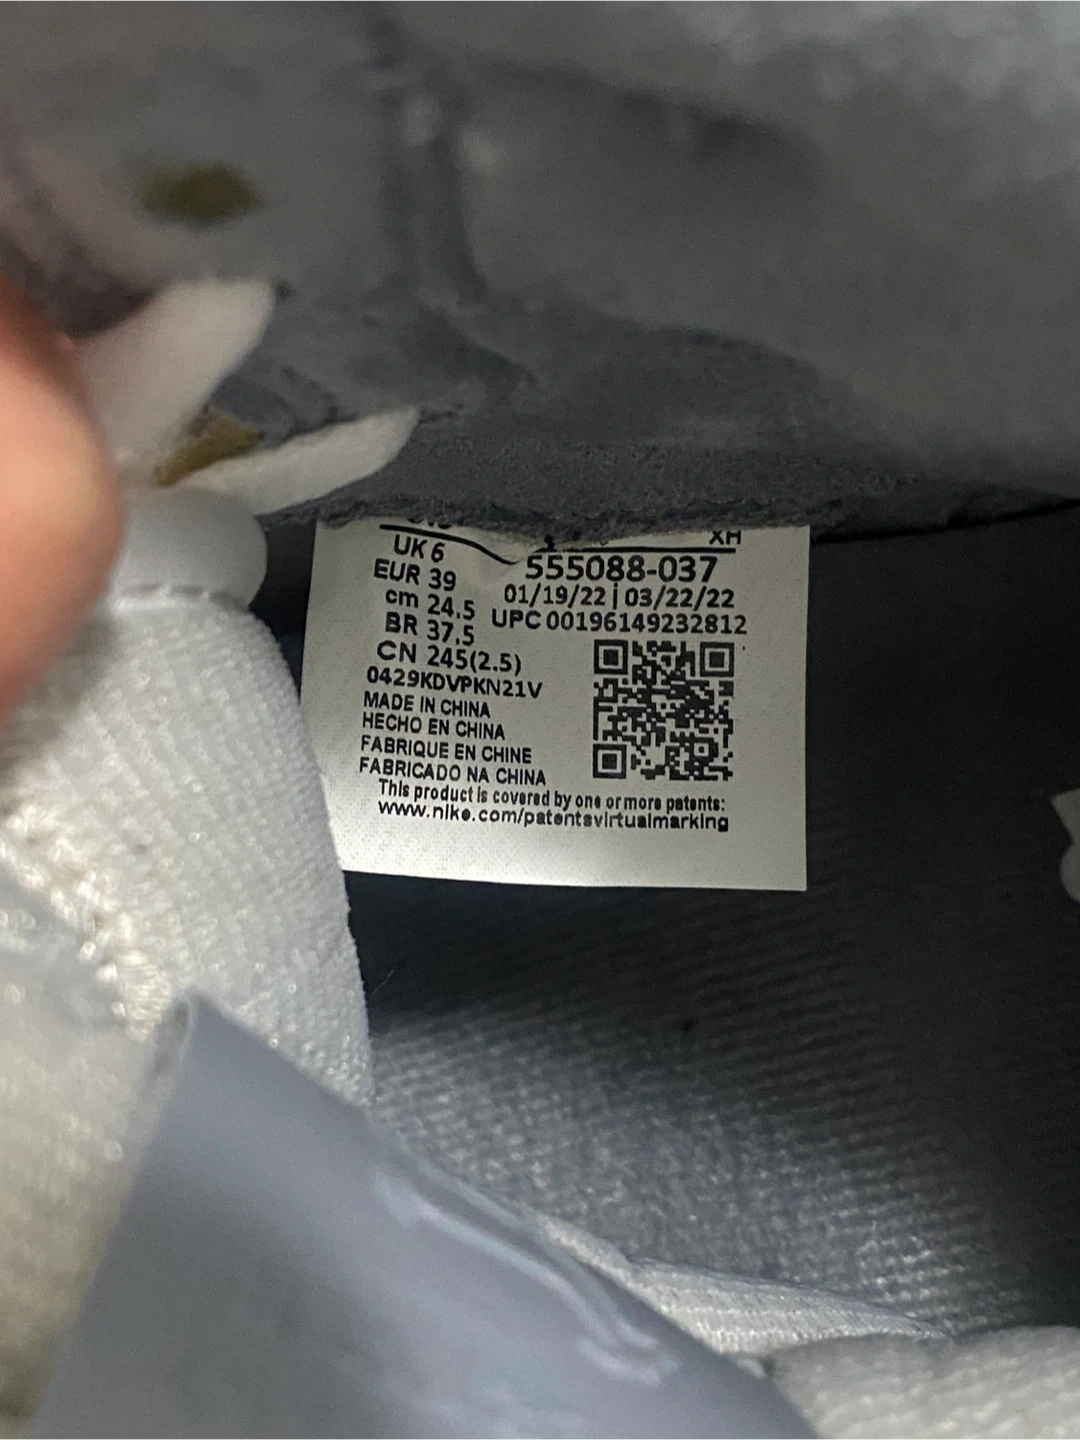 XH
UK 6
EUR 39
cm 24.5
BR 37.5
CN 245(2.5)
0429KDVPKN21V
555088-037
01/19/22 | 03/22/22
UPC 00196149232812
MADE IN CHINA
HECHO EN CHINA
FABRIQUE EN CHINE
FABRICADO NA CHINA
This product is covered by one or more patents:
www.nike.com/patentsvirtualmarking